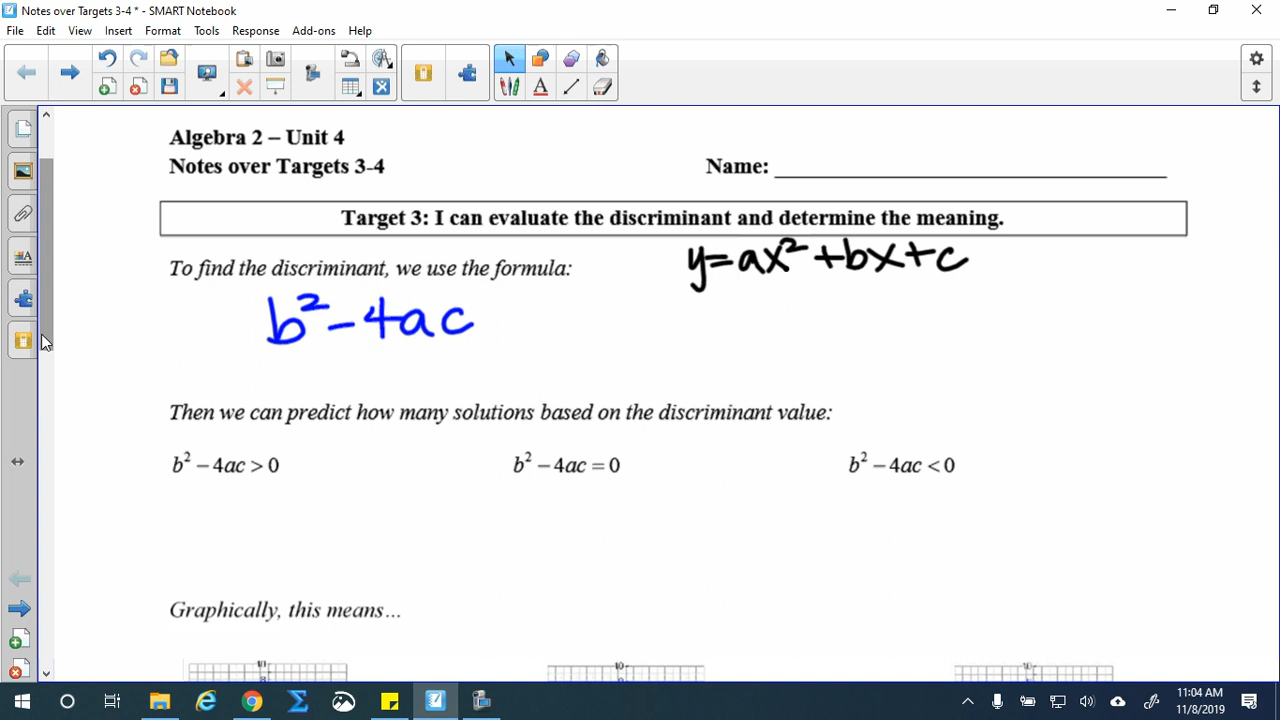 Notes over Targets 3-4 * - SMART Notebook
File Edit View Insert Format Tools Response Add-ons Help
Algebra 2 – Unit 4
Notes over Targets 3-4 Name: ____________________
Target 3: I can evaluate the discriminant and determine the meaning.
To find the discriminant, we use the formula: y=ax²+bx+c
b²-4ac
Then we can predict how many solutions based on the discriminant value:
b² – 4ac > 0 b² – 4ac = 0 b² – 4ac < 0
Graphically, this means…
10 10 10
11:04 AM
11/8/2019